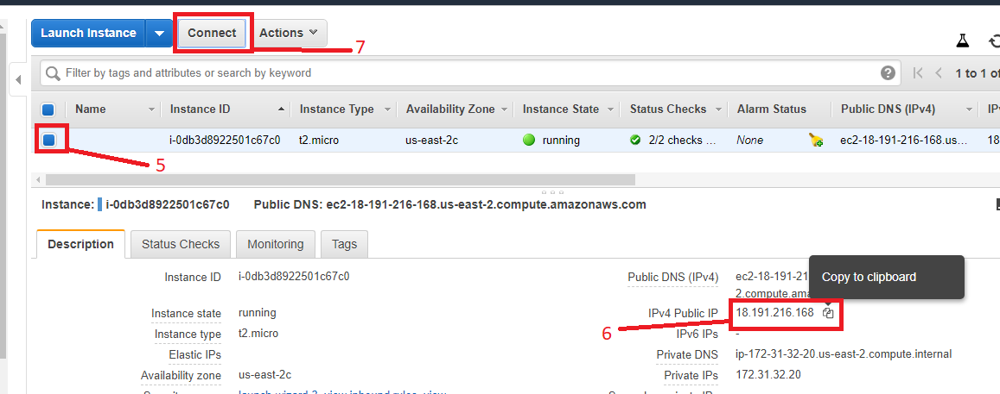 Launch Instance Connect Actions
7
Filter by tags and attributes or search by keyword 1 to 1 of
Name Instance ID Instance Type Availability Zone Instance State Status Checks Alarm Status Public DNS (IPv4)
i-0db3d8922501c67c0 t2.micro us-east-2c running 2/2 checks ... None ec2-18-191-216-168.us... 18
5
Instance: i-0db3d8922501c67c0 Public DNS: ec2-18-191-216-168.us-east-2.compute.amazonaws.com
Description Status Checks Monitoring Tags
Copy to clipboard
Instance ID i-0db3d8922501c67c0 Public DNS (IPv4) ec2-18-191-21
2.compute.ama
Instance state running IPv4 Public IP 18.191.216.168
6
Instance type t2.micro IPv6 IPs -
Elastic IPs Private DNS ip-172-31-32-20.us-east-2.compute.internal
Availability zone us-east-2c Private IPs 172.31.32.20